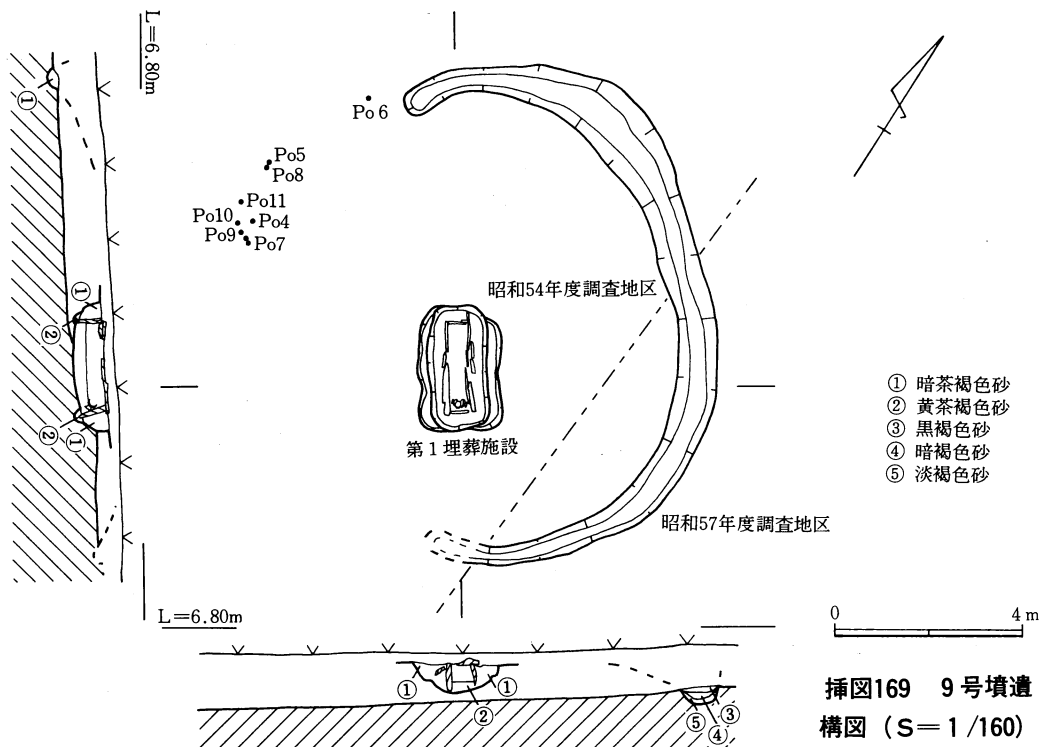 L=6.80m
①
Po6
Po5
Po8
Po11
Po10
Po4
Po9
Po7
昭和54年度調査地区
①
②
①暗茶褐色砂
②黄茶褐色砂
③黒褐色砂
④暗褐色砂
⑤淡褐色砂
②
①
第1埋葬施設
昭和57年度調査地区
L=6.80m
0 4m
①
①
②
⑤
④
③
挿図169 9号墳遺
構図(S=1/160)